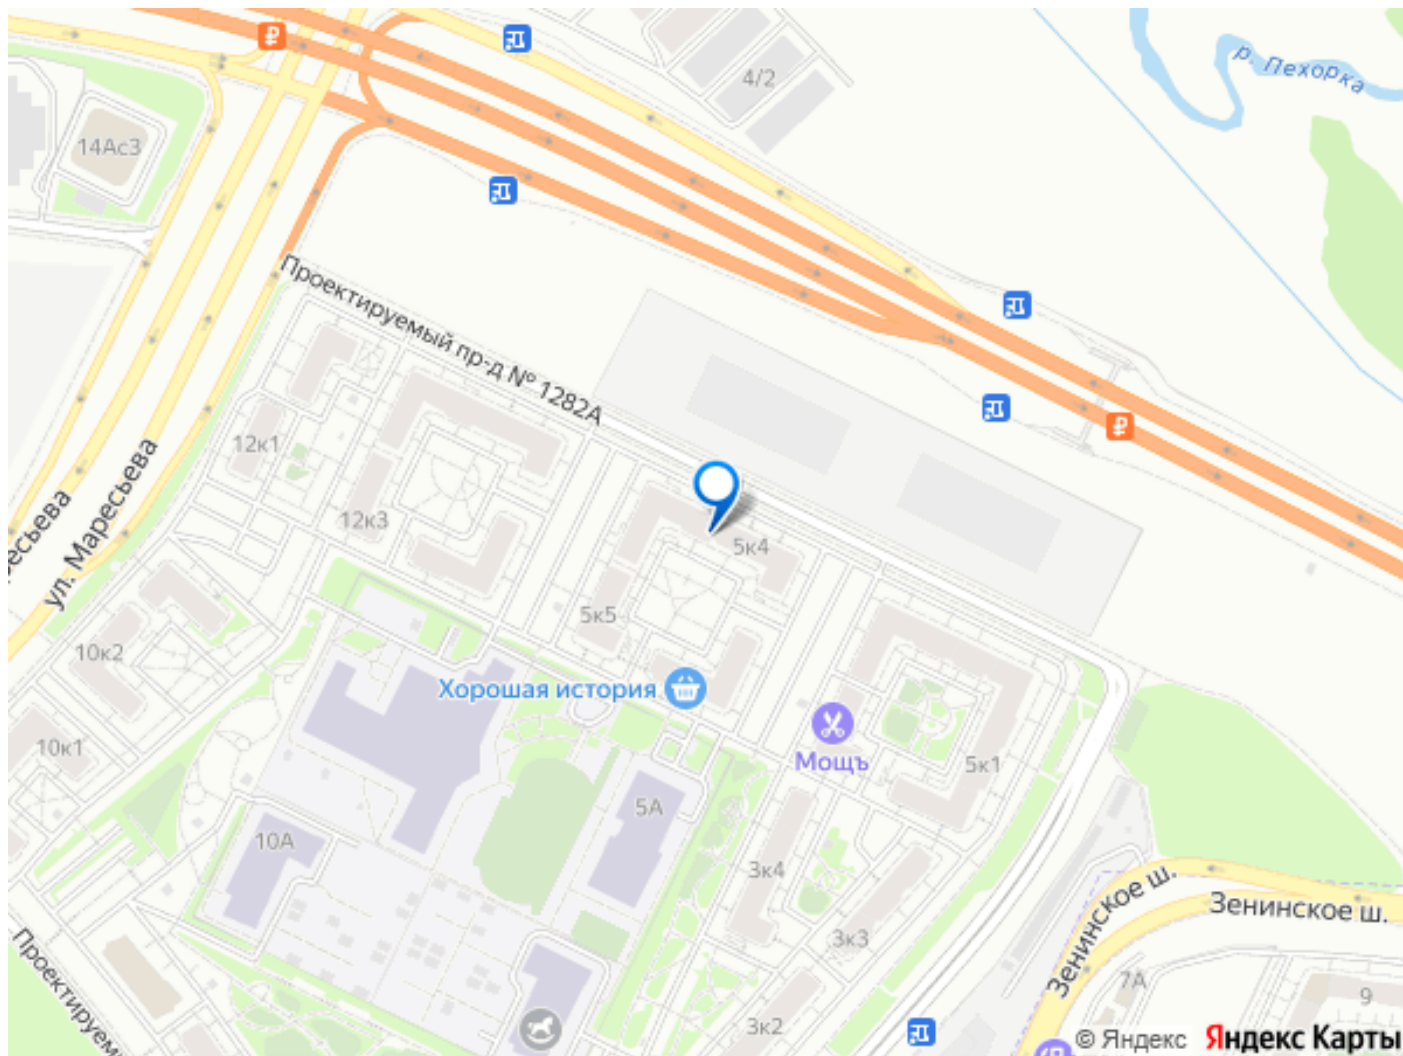 р. Пехорка
4/2
14Ас3
Проектируемый пр-д № 1282А
12к1
12к3
ул. Маресьева
ресьева
5к4
5к5
10к2
Хорошая история
10к1
Мощъ
5к1
5А
10А
3к4
3к3
Зенинское ш.
Зенинское ш.
Проектируем
7А
9
3к2
© Яндекс Яндекс Карты